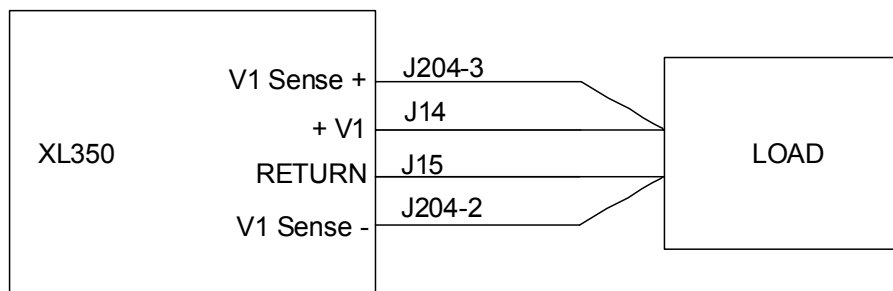 V1 Sense + J204-3
+ V1 J14
XL350 LOAD
RETURN J15
V1 Sense - J204-2